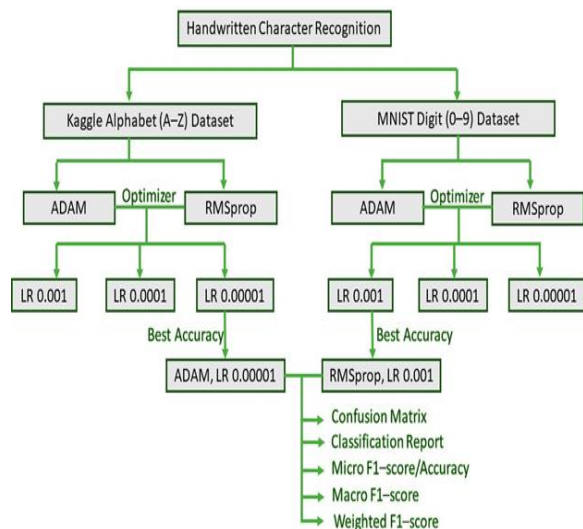 Handwritten Character Recognition
Kaggle Alphabet (A–Z) Dataset
MNIST Digit (0–9) Dataset
ADAM
Optimizer
RMSprop
ADAM
Optimizer
RMSprop
LR 0.001
LR 0.0001
LR 0.00001
LR 0.001
LR 0.0001
LR 0.00001
Best Accuracy
Best Accuracy
ADAM, LR 0.00001
RMSprop, LR 0.001
Confusion Matrix
Classification Report
Micro F1–score/Accuracy
Macro F1–score
Weighted F1–score